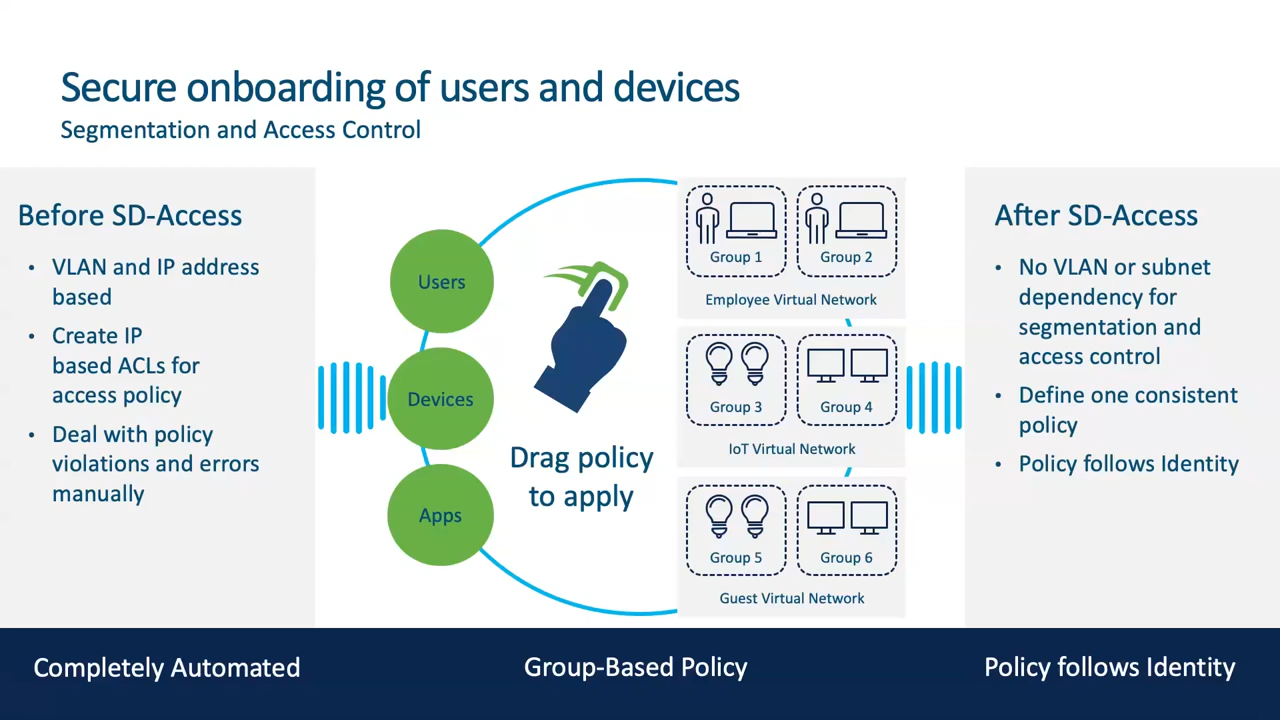 Secure onboarding of users and devices
Segmentation and Access Control
Before SD-Access
• VLAN and IP address
based
• Create IP
based ACLs for
access policy
• Deal with policy
violations and errors
manually
Users
Devices
Apps
Drag policy
to apply
Group 1
Group 2
Employee Virtual Network
Group 3
Group 4
IoT Virtual Network
Group 5
Group 6
Guest Virtual Network
After SD-Access
• No VLAN or subnet
dependency for
segmentation and
access control
• Define one consistent
policy
• Policy follows Identity
Completely Automated
Group-Based Policy
Policy follows Identity